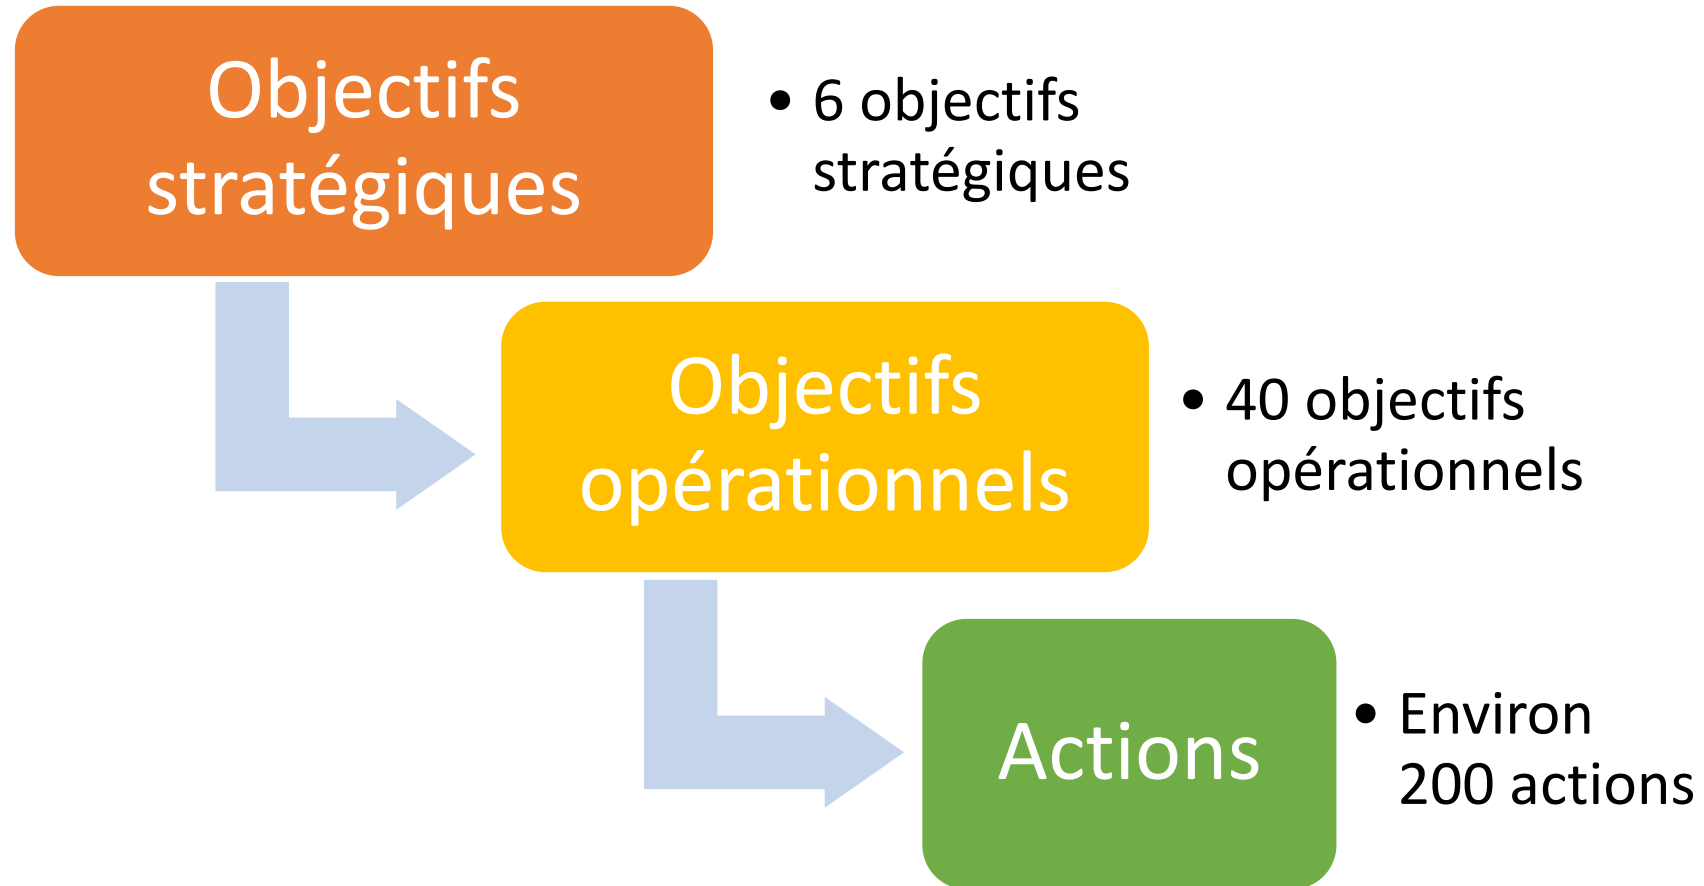 Objectifs
stratégiques
• 6 objectifs
stratégiques
Objectifs
opérationnels
• 40 objectifs
opérationnels
Actions
• Environ
200 actions